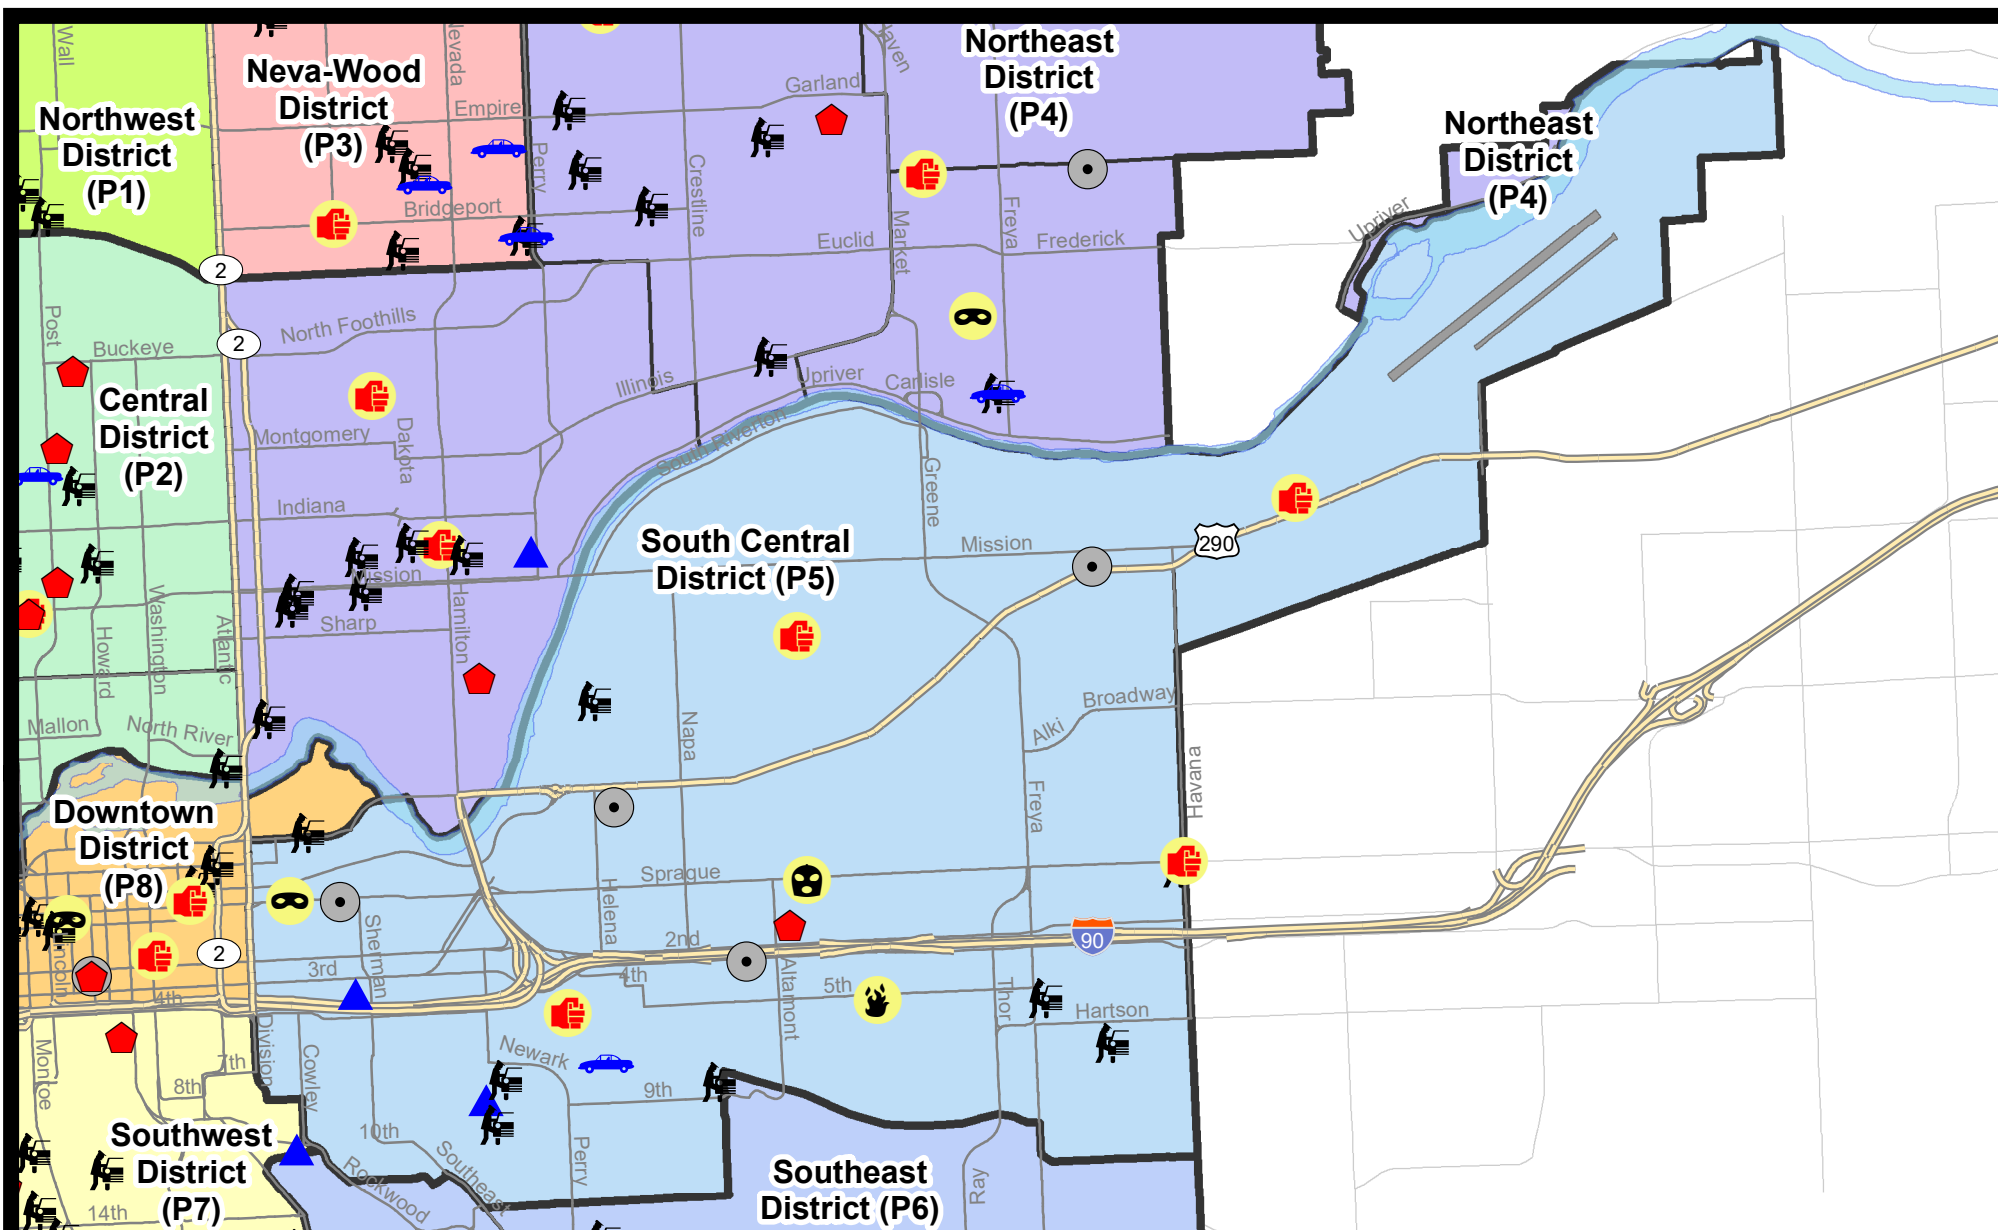 Wall
Nevada
Haven
Northeast
District
(P4)
Neva-Wood
District
(P3)
Garland
Empire
Northwest
District
(P1)
Northeast
District
(P4)
Perry
Crestline
Bridgeport
Market
Freya
Euclid
Frederick
Upriver
2
Post
North Foothills
2
Buckeye
Central
District
(P2)
Illinois
Upriver
Carlisle
Montgomery
Dakota
South Riverton
Greene
Indiana
South Central
District (P5)
Mission
290
Mission
Hamilton
Washington
Howard
Atlantic
Sharp
Mallon
North River
Napa
Broadway
Alki
Havana
Freya
Downtown
District
(P8)
Sprague
Helena
Sherman
Lincoln
2
2nd
90
3rd
4th
4th
5th
Altamont
Thor
Hartson
Monroe
Division
Cowley
7th
8th
Newark
9th
Southwest
District
(P7)
10th
Rockwood
Southeast
Perry
Southeast
District (P6)
Ray
14th